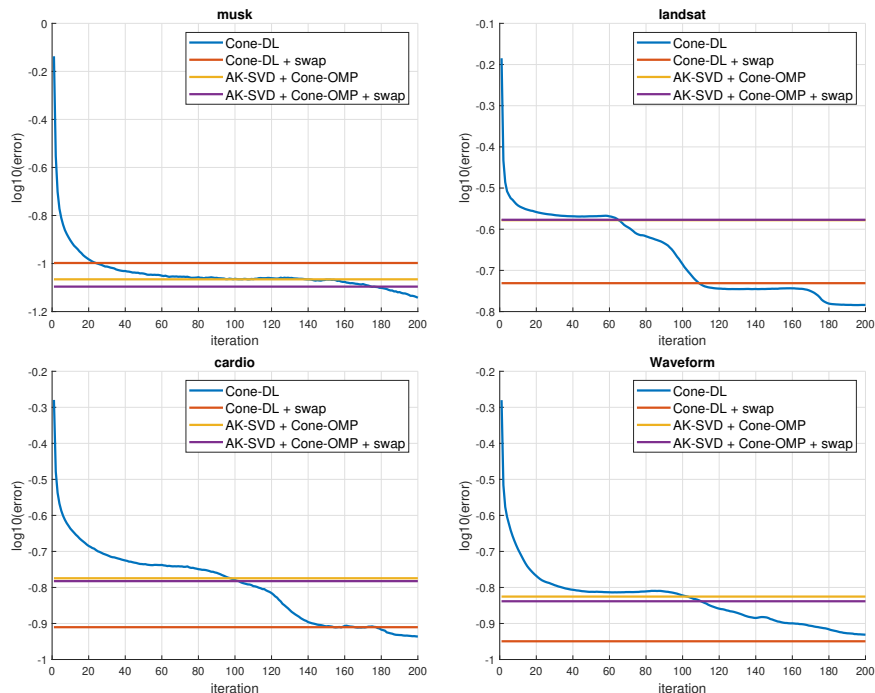 musk
0
-0.2
-0.4
-0.6
-0.8
-1
-1.2
log10(error)
Cone-DL
Cone-DL + swap
AK-SVD + Cone-OMP
AK-SVD + Cone-OMP + swap
0 20 40 60 80 100 120 140 160 180 200
iteration
landsat
-0.1
-0.2
-0.3
-0.4
-0.5
-0.6
-0.7
-0.8
log10(error)
Cone-DL
Cone-DL + swap
AK-SVD + Cone-OMP
AK-SVD + Cone-OMP + swap
0 20 40 60 80 100 120 140 160 180 200
iteration
cardio
-0.2
-0.3
-0.4
-0.5
-0.6
-0.7
-0.8
-0.9
-1
log10(error)
Cone-DL
Cone-DL + swap
AK-SVD + Cone-OMP
AK-SVD + Cone-OMP + swap
0 20 40 60 80 100 120 140 160 180 200
iteration
Waveform
-0.2
-0.3
-0.4
-0.5
-0.6
-0.7
-0.8
-0.9
-1
log10(error)
Cone-DL
Cone-DL + swap
AK-SVD + Cone-OMP
AK-SVD + Cone-OMP + swap
0 20 40 60 80 100 120 140 160 180 200
iteration